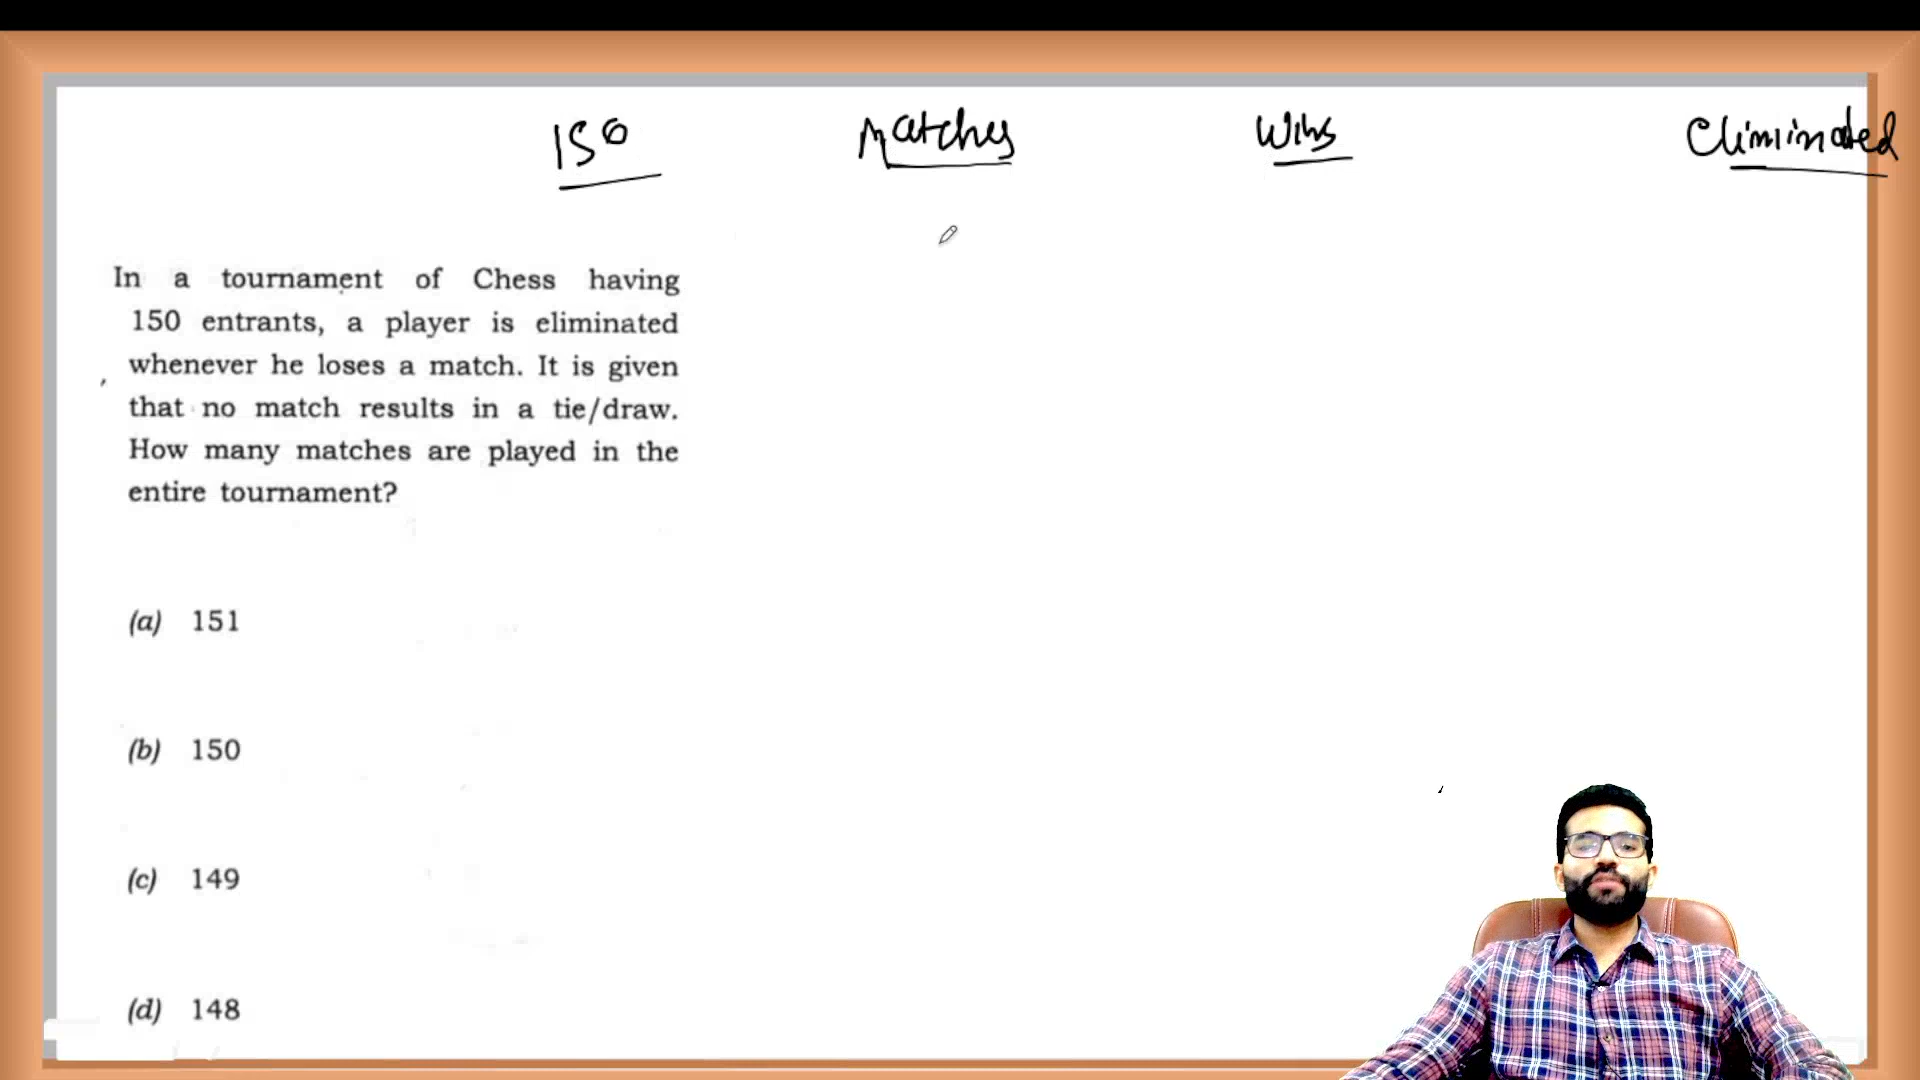 150 Matches Wins Eliminated
In a tournament of Chess having
150 entrants, a player is eliminated
whenever he loses a match. It is given
that no match results in a tie/draw.
How many matches are played in the
entire tournament?
(a) 151
(b) 150
(c) 149
(d) 148